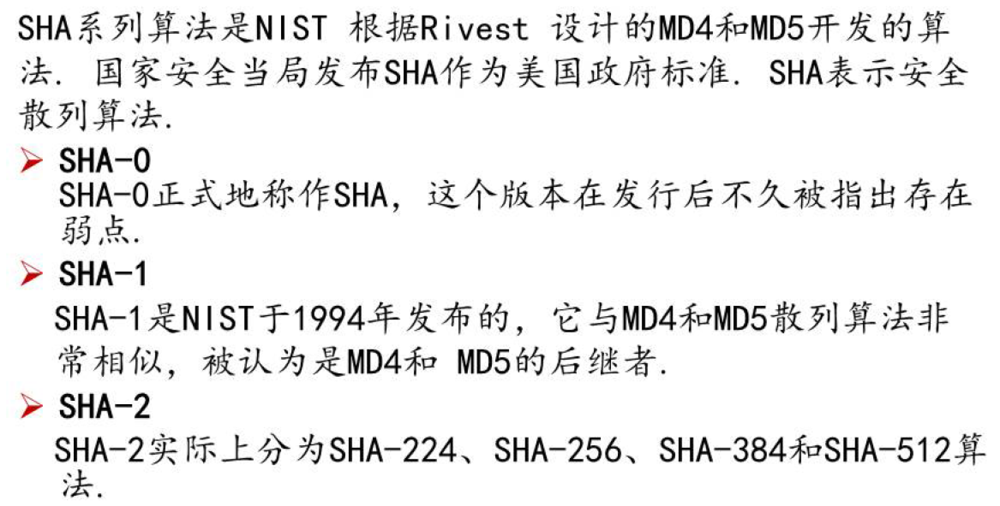 SHA系列算法是NIST 根据Rivest 设计的MD4和MD5开发的算
法. 国家安全当局发布SHA作为美国政府标准. SHA表示安全
散列算法.
SHA-0
SHA-0正式地称作SHA, 这个版本在发行后不久被指出存在
弱点.
SHA-1
SHA-1是NIST于1994年发布的, 它与MD4和MD5散列算法非
常相似, 被认为是MD4和 MD5的后继者.
SHA-2
SHA-2实际上分为SHA-224、SHA-256、SHA-384和SHA-512算
法.